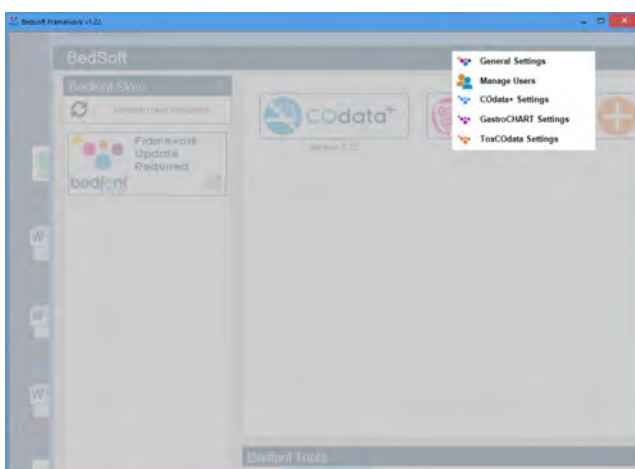 Bedsoft Framework v1.22
BedSoft
General Settings
Manage Users
COdata+ Settings
GastroCHART Settings
ToxCOdata Settings
Bedfont Store
COdata+
Framework
Update
Required
bedfont
Bedfont Tools